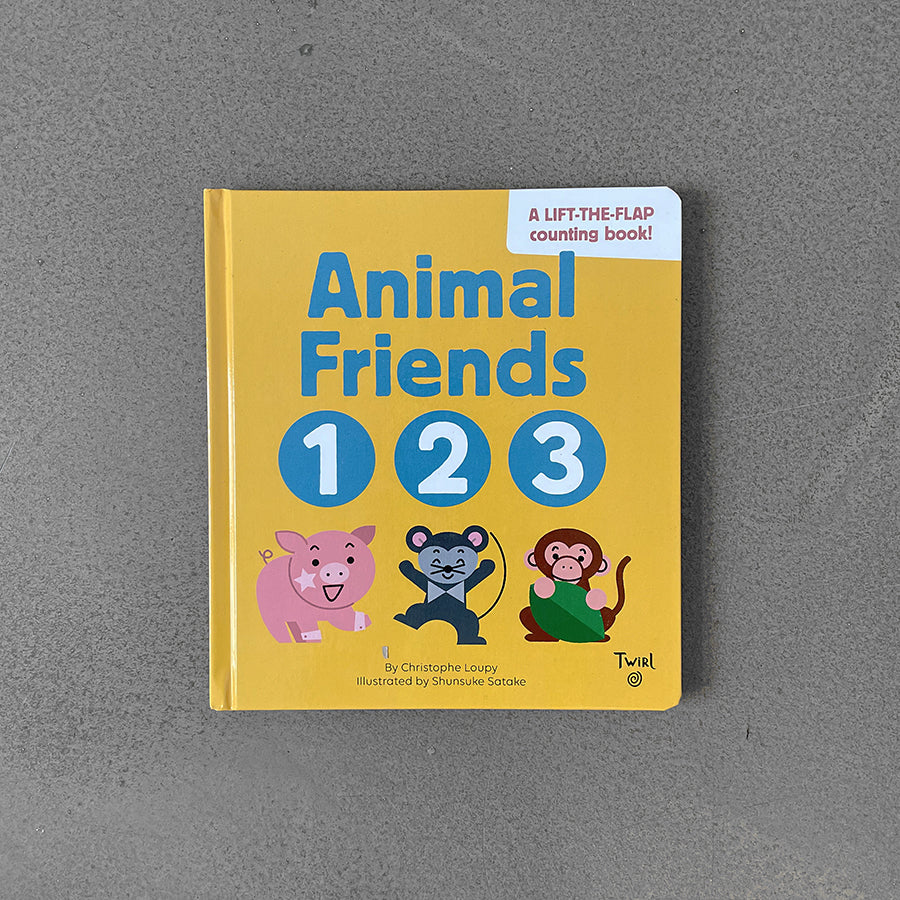 A LIFT-THE-FLAP
counting book!
Animal
Friends
1 2 3
By Christophe Loupy
Illustrated by Shunsuke Satake
TWIRL